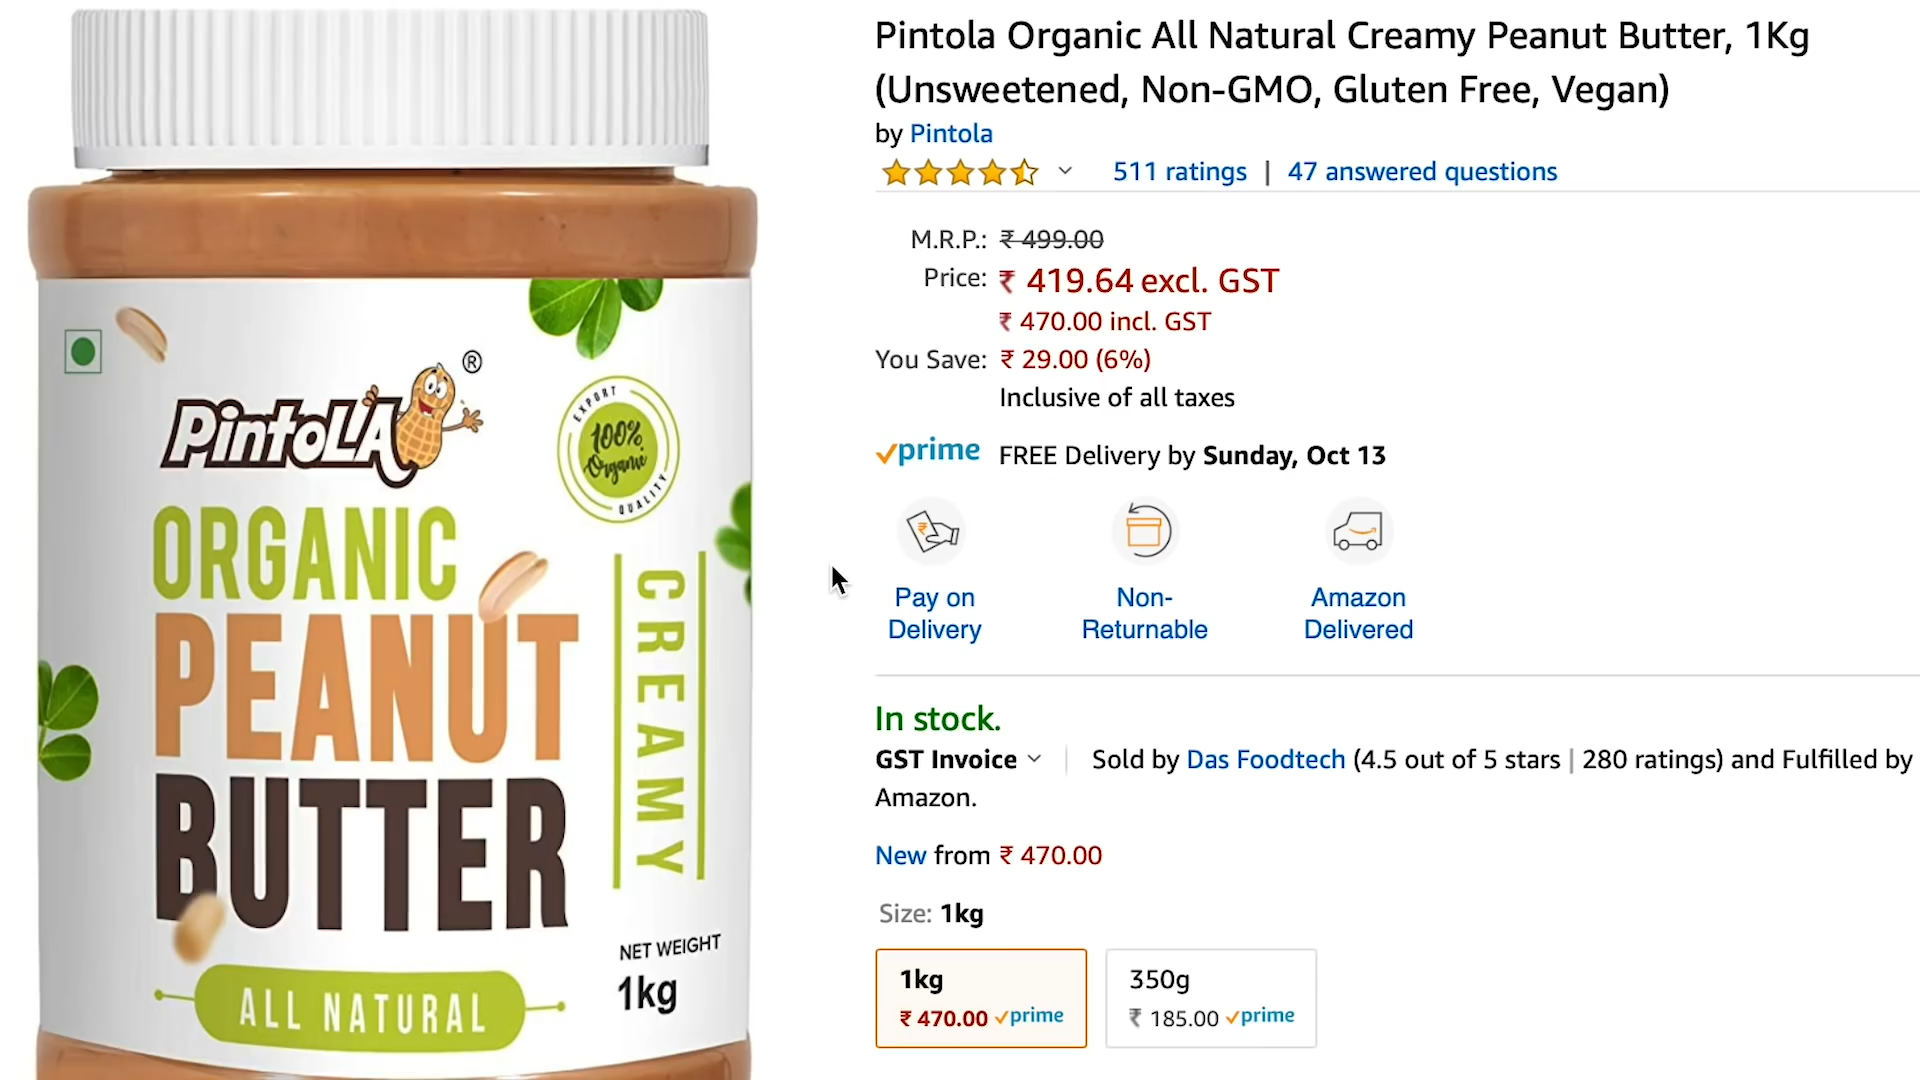 PintoLA®
EXPORT
100%
Organic
QUALITY
ORGANIC
PEANUT
BUTTER
CREAMY
NET WEIGHT
1kg
ALL NATURAL
Pintola Organic All Natural Creamy Peanut Butter, 1Kg
(Unsweetened, Non-GMO, Gluten Free, Vegan)
by Pintola
511 ratings | 47 answered questions
M.R.P.: ₹ 499.00
Price: ₹ 419.64 excl. GST
₹ 470.00 incl. GST
You Save: ₹ 29.00 (6%)
Inclusive of all taxes
prime FREE Delivery by Sunday, Oct 13
₹
Pay on
Delivery
Non-
Returnable
Amazon
Delivered
In stock.
GST Invoice | Sold by Das Foodtech (4.5 out of 5 stars | 280 ratings) and Fulfilled by
Amazon.
New from ₹ 470.00
Size: 1kg
1kg
₹ 470.00 prime
350g
₹ 185.00 prime